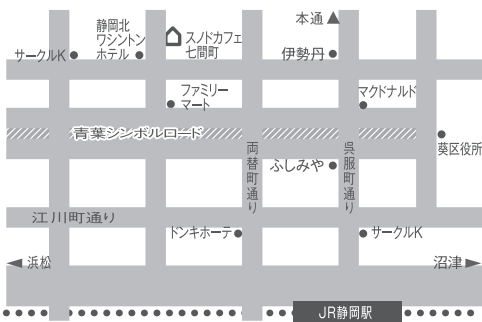 本通▲
静岡北
ワシントン
ホテル
スノドカフェ
七間町
サークルK
伊勢丹
ファミリー
マート
マクドナルド
青葉シンボルロード
葵区役所
両替町通り
呉服町通り
ふしみや
江川町通り
ドンキホーテ
サークルK
◀浜松
沼津▶
JR静岡駅